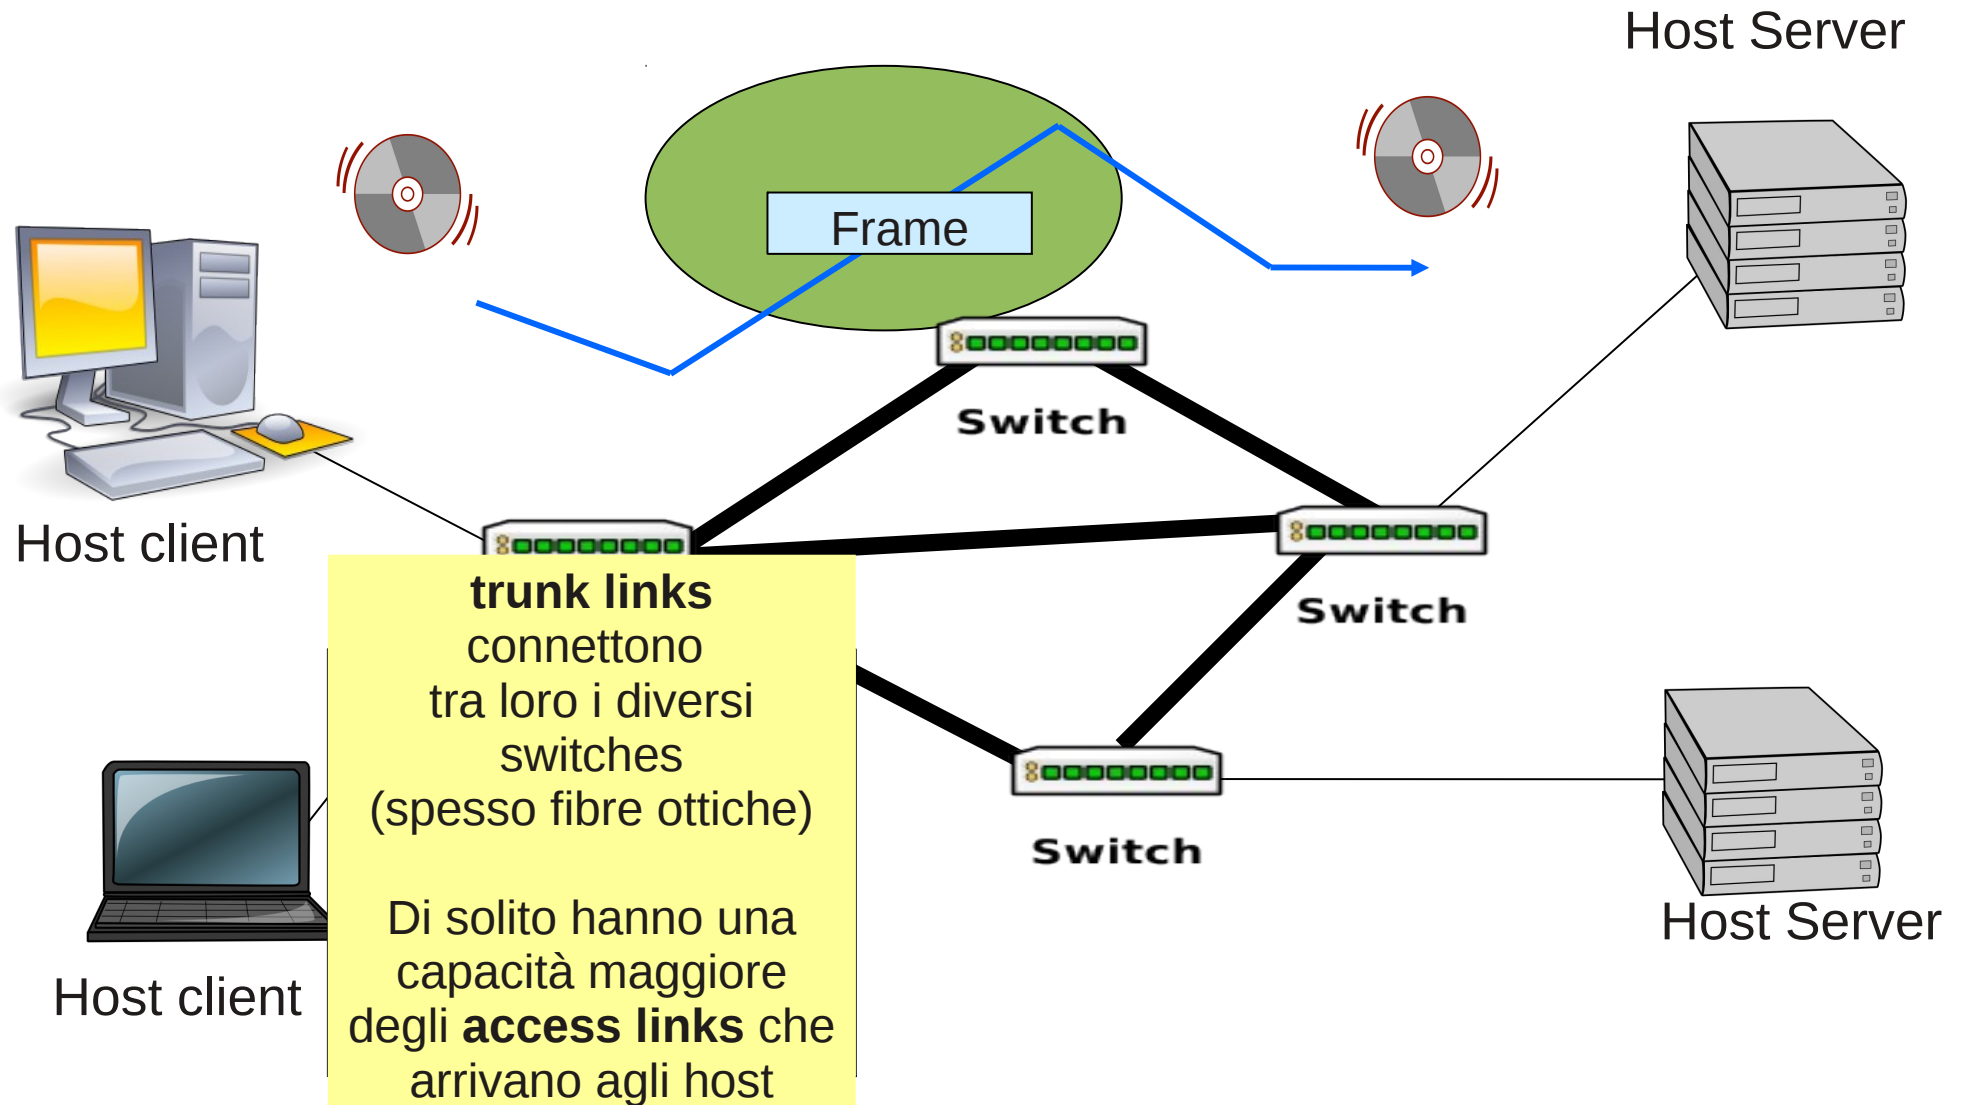 Host Server
Frame
Switch
Host client
Switch
trunk links
connettono
tra loro i diversi
switches
(spesso fibre ottiche)
Di solito hanno una
capacità maggiore
degli access links che
arrivano agli host
Switch
Host Server
Host client